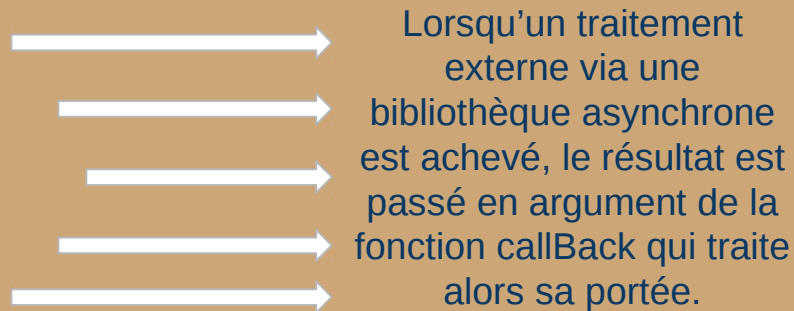 Lorsqu’un traitement
externe via une
bibliothèque asynchrone
est achevé, le résultat est
passé en argument de la
fonction callBack qui traite
alors sa portée.